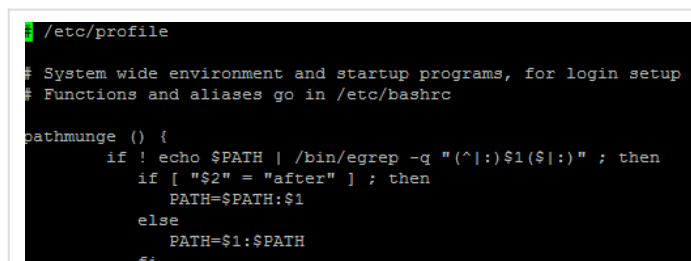 # /etc/profile
# System wide environment and startup programs, for login setup
# Functions and aliases go in /etc/bashrc
pathmunge () {
if ! echo $PATH | /bin/egrep -q "(^|:)$1($|:)" ; then
if [ "$2" = "after" ] ; then
PATH=$PATH:$1
else
PATH=$1:$PATH
fi